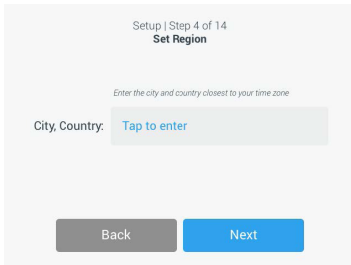 Setup | Step 4 of 14
Set Region
Enter the city and country closest to your time zone
City, Country: Tap to enter
Back Next